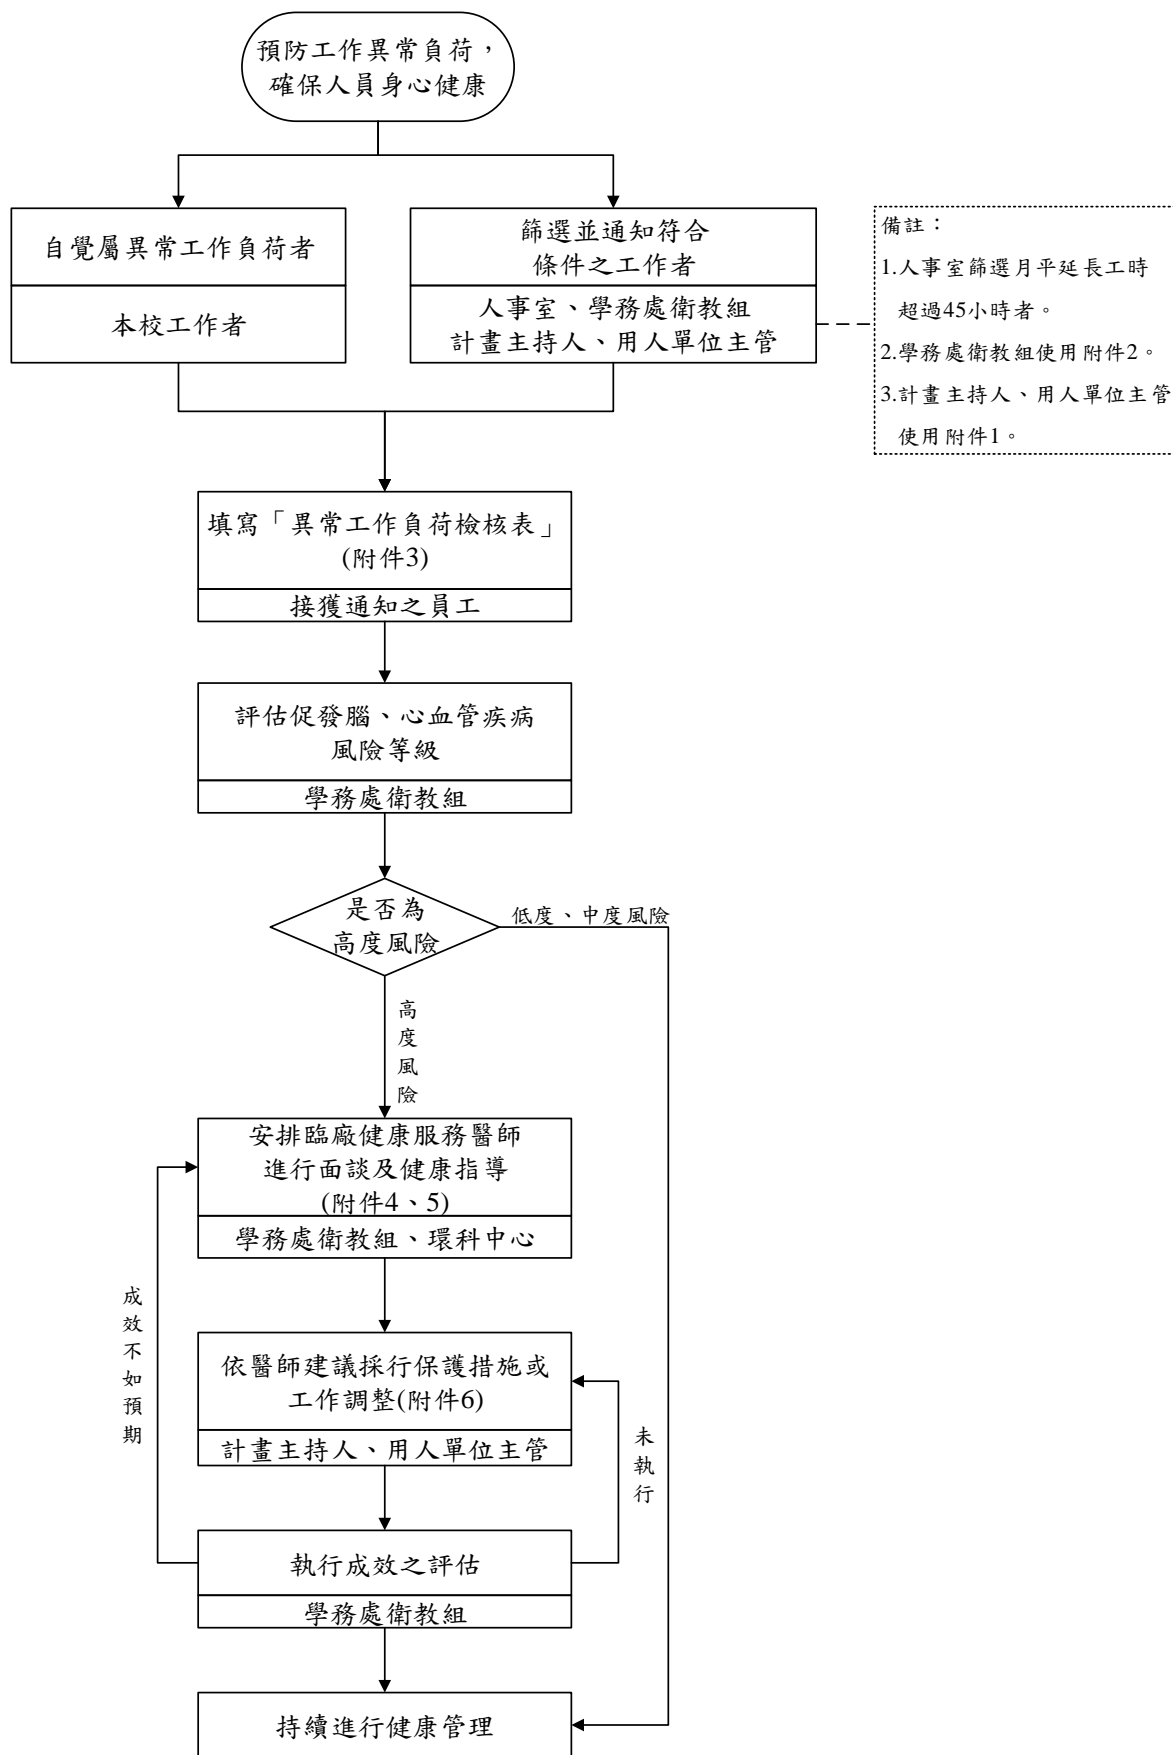 預防工作異常負荷，
確保人員身心健康
自覺屬異常工作負荷者
本校工作者
篩選並通知符合
條件之工作者
人事室、學務處衛教組
計畫主持人、用人單位主管
備註：
1.人事室篩選月平延長工時
超過45小時者。
2.學務處衛教組使用附件2。
3.計畫主持人、用人單位主管
使用附件1。
填寫「異常工作負荷檢核表」
(附件3)
接獲通知之員工
評估促發腦、心血管疾病
風險等級
學務處衛教組
是否為
高度風險
低度、中度風險
高度風險
安排臨廠健康服務醫師
進行面談及健康指導
(附件4、5)
學務處衛教組、環科中心
成效不如預期
依醫師建議採行保護措施或
工作調整(附件6)
計畫主持人、用人單位主管
未執行
執行成效之評估
學務處衛教組
持續進行健康管理